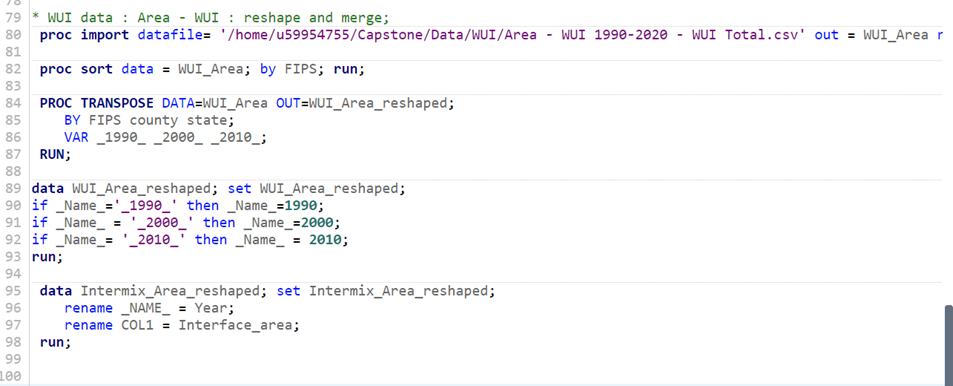 78
79 * WUI data : Area - WUI : reshape and merge;
80 proc import datafile= '/home/u59954755/Capstone/Data/WUI/Area - WUI 1990-2020 - WUI Total.csv' out = WUI_Area r
81
82 proc sort data = WUI_Area; by FIPS; run;
83
84 PROC TRANSPOSE DATA=WUI_Area OUT=WUI_Area_reshaped;
85 BY FIPS county state;
86 VAR _1990_ _2000_ _2010_;
87 RUN;
88
89 data WUI_Area_reshaped; set WUI_Area_reshaped;
90 if _Name_='_1990_' then _Name_=1990;
91 if _Name_ = '_2000_' then _Name_=2000;
92 if _Name_= '_2010_' then _Name_ = 2010;
93 run;
94
95 data Intermix_Area_reshaped; set Intermix_Area_reshaped;
96 rename _NAME_ = Year;
97 rename COL1 = Interface_area;
98 run;
99
100